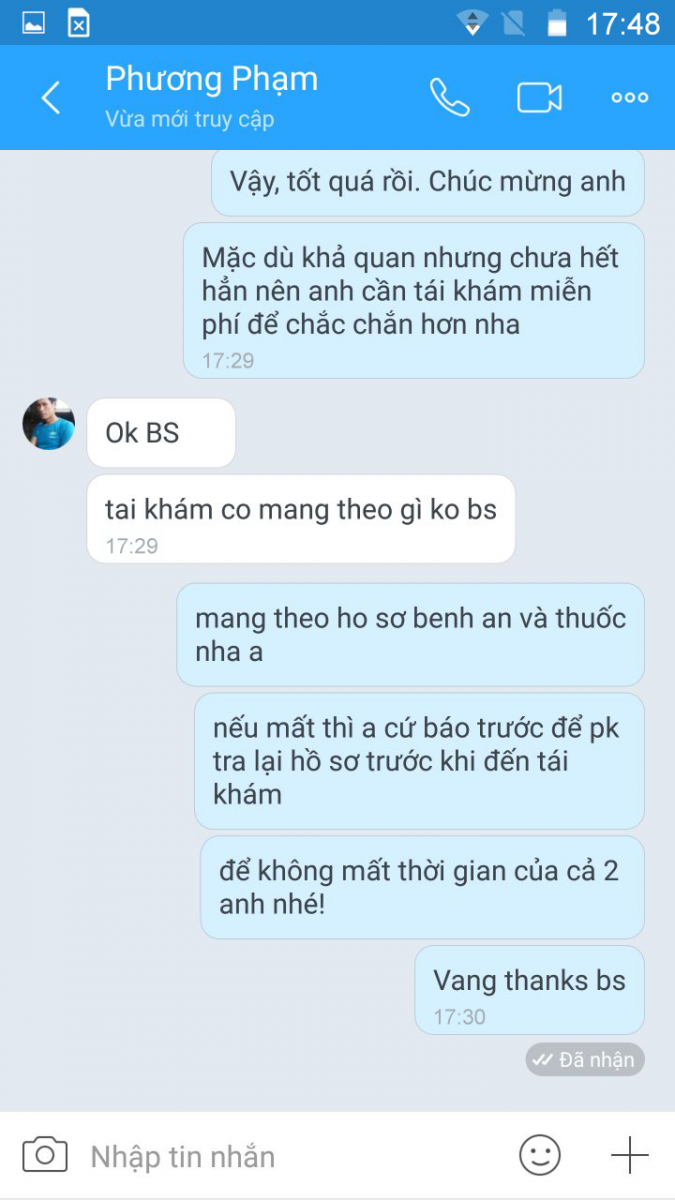 17:48
Phương Phạm
Vừa mới truy cập
Vậy, tốt quá rồi. Chúc mừng anh
Mặc dù khả quan nhưng chưa hết
hẳn nên anh cần tái khám miễn
phí để chắc chắn hơn nha
17:29
Ok BS
tai khám co mang theo gì ko bs
17:29
mang theo ho sơ benh an và thuốc
nha a
nếu mất thì a cứ báo trước để pk
tra lại hồ sơ trước khi đến tái
khám
để không mất thời gian của cả 2
anh nhé!
Vang thanks bs
17:30
Đã nhận
Nhập tin nhắn